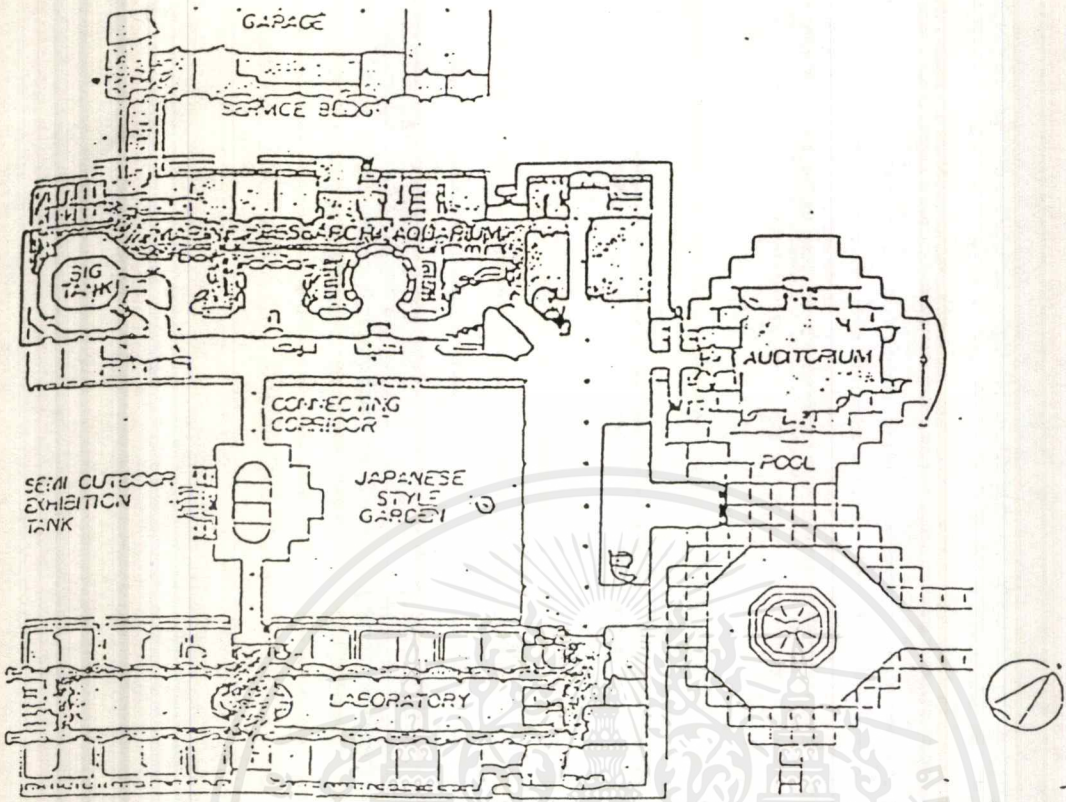 GARAGE
SERVICE BLDG.
RESEARCH AQUARIUM
BIG
TANK
AUDITORIUM
CONNECTING
CORRIDOR
POOL
SEMI OUTDOOR
EXHIBITION
TANK
JAPANESE
STYLE
GARDEN
LABORATORY